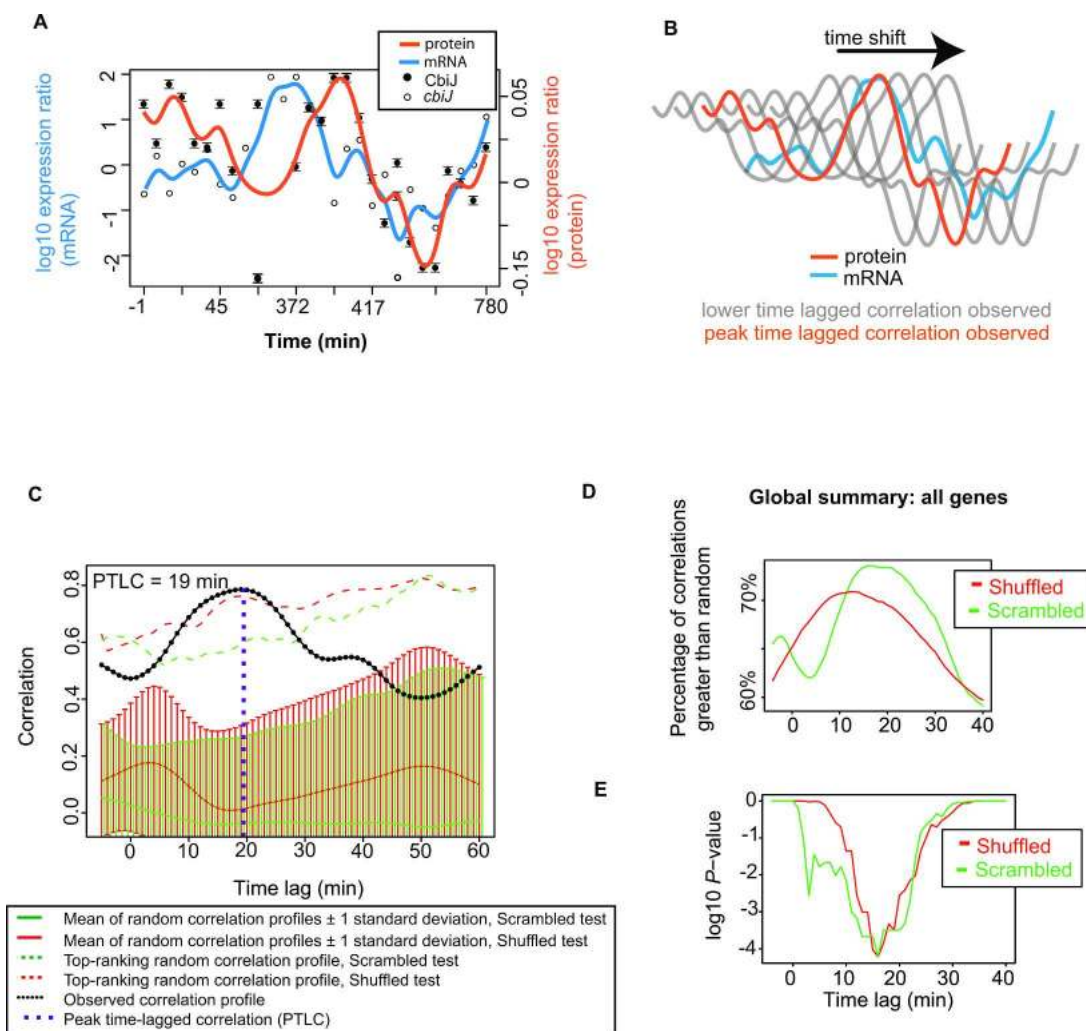 A
protein
mRNA
CbiJ
cbiJ
log10 expression ratio
(mRNA)
2
1
0
-1
-2
0.05
0
-0.15
log10 expression ratio
(protein)
-1
45
372
417
780
Time (min)
B
time shift
protein
mRNA
lower time lagged correlation observed
peak time lagged correlation observed
C
PTLC = 19 min
Correlation
0.8
0.6
0.4
0.2
0.0
0
10
20
30
40
50
60
Time lag (min)
Mean of random correlation profiles ± 1 standard deviation, Scrambled test
Mean of random correlation profiles ± 1 standard deviation, Shuffled test
Top-ranking random correlation profile, Scrambled test
Top-ranking random correlation profile, Shuffled test
Observed correlation profile
Peak time-lagged correlation (PTLC)
D
Global summary: all genes
Percentage of correlations
greater than random
70%
60%
Shuffled
Scrambled
0
10
20
30
40
E
log10 P-value
0
-1
-2
-3
-4
Shuffled
Scrambled
0
10
20
30
40
Time lag (min)